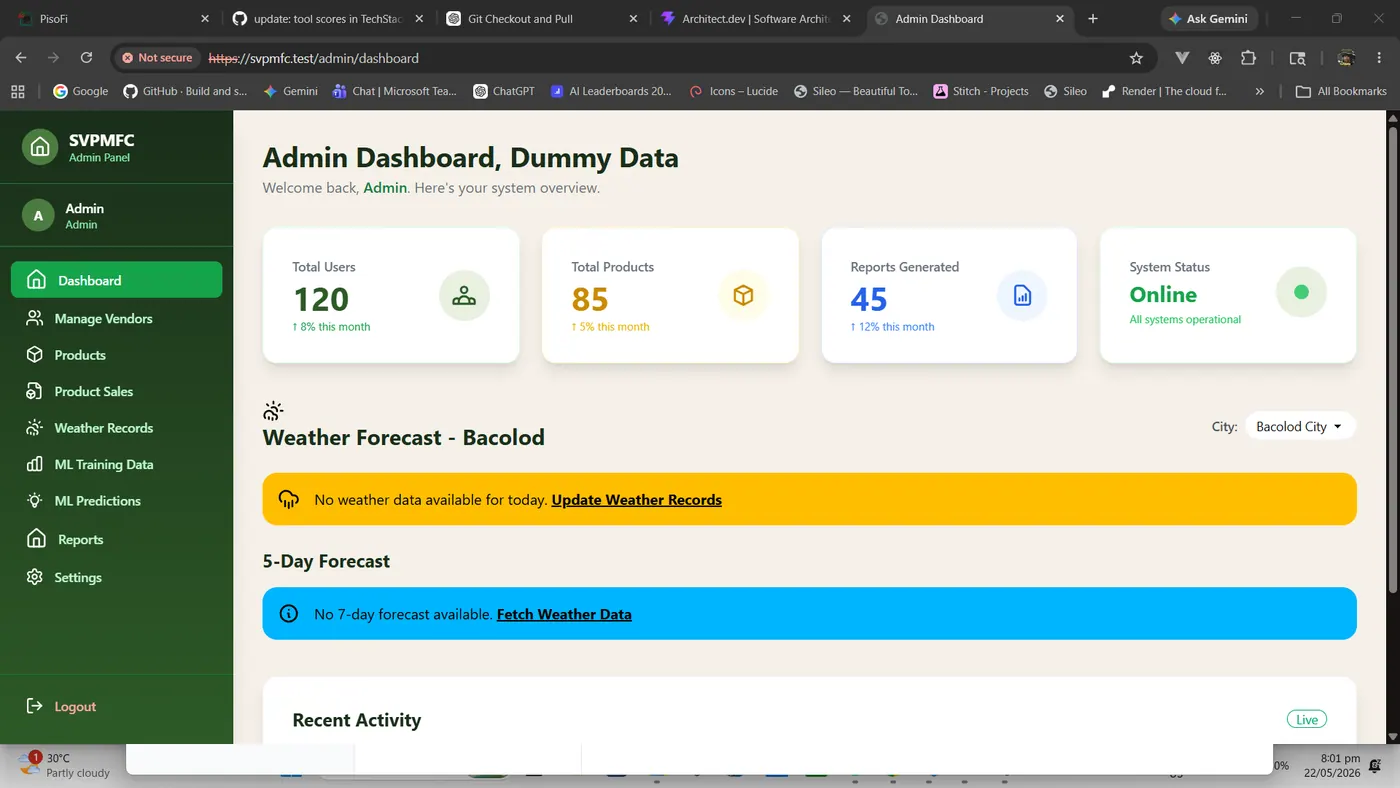 PisoFi
update: tool scores in TechStac
Git Checkout and Pull
Architect.dev | Software Archit
Admin Dashboard
Ask Gemini
Not secure
https://svpmfc.test/admin/dashboard
Google
GitHub · Build and s...
Gemini
Chat | Microsoft Tea...
ChatGPT
AI Leaderboards 20...
Icons – Lucide
Sileo — Beautiful To...
Stitch - Projects
Sileo
Render | The cloud f...
»
All Bookmarks
SVPMFC
Admin Panel
A
Admin
Admin
Dashboard
Manage Vendors
Products
Product Sales
Weather Records
ML Training Data
ML Predictions
Reports
Settings
Logout
Admin Dashboard, Dummy Data
Welcome back, Admin. Here's your system overview.
Total Users
120
↑ 8% this month
Total Products
85
↑ 5% this month
Reports Generated
45
↑ 12% this month
System Status
Online
All systems operational
Weather Forecast - Bacolod
City: Bacolod City
No weather data available for today. Update Weather Records
5-Day Forecast
No 7-day forecast available. Fetch Weather Data
Recent Activity
Live
1
30°C
Partly cloudy
0%
8:01 pm
22/05/2026